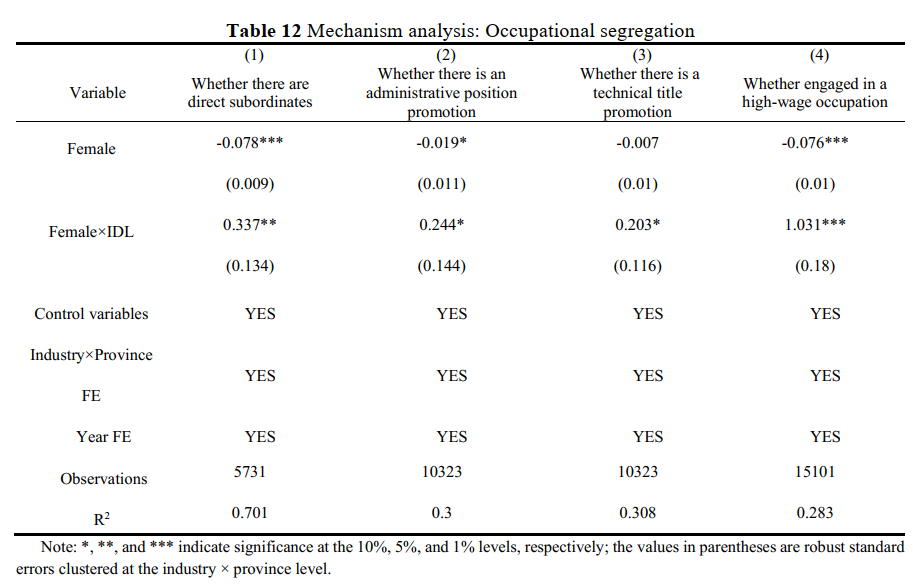 Table 12 Mechanism analysis: Occupational segregation
(1) (2) (3) (4)
Variable Whether there are direct subordinates Whether there is an administrative position promotion Whether there is a technical title promotion Whether engaged in a high-wage occupation
Female -0.078*** -0.019* -0.007 -0.076***
(0.009) (0.011) (0.01) (0.01)
Female×IDL 0.337** 0.244* 0.203* 1.031***
(0.134) (0.144) (0.116) (0.18)
Control variables YES YES YES YES
Industry×Province FE YES YES YES YES
Year FE YES YES YES YES
Observations 5731 10323 10323 15101
R² 0.701 0.3 0.308 0.283
Note: *, **, and *** indicate significance at the 10%, 5%, and 1% levels, respectively; the values in parentheses are robust standard
errors clustered at the industry × province level.